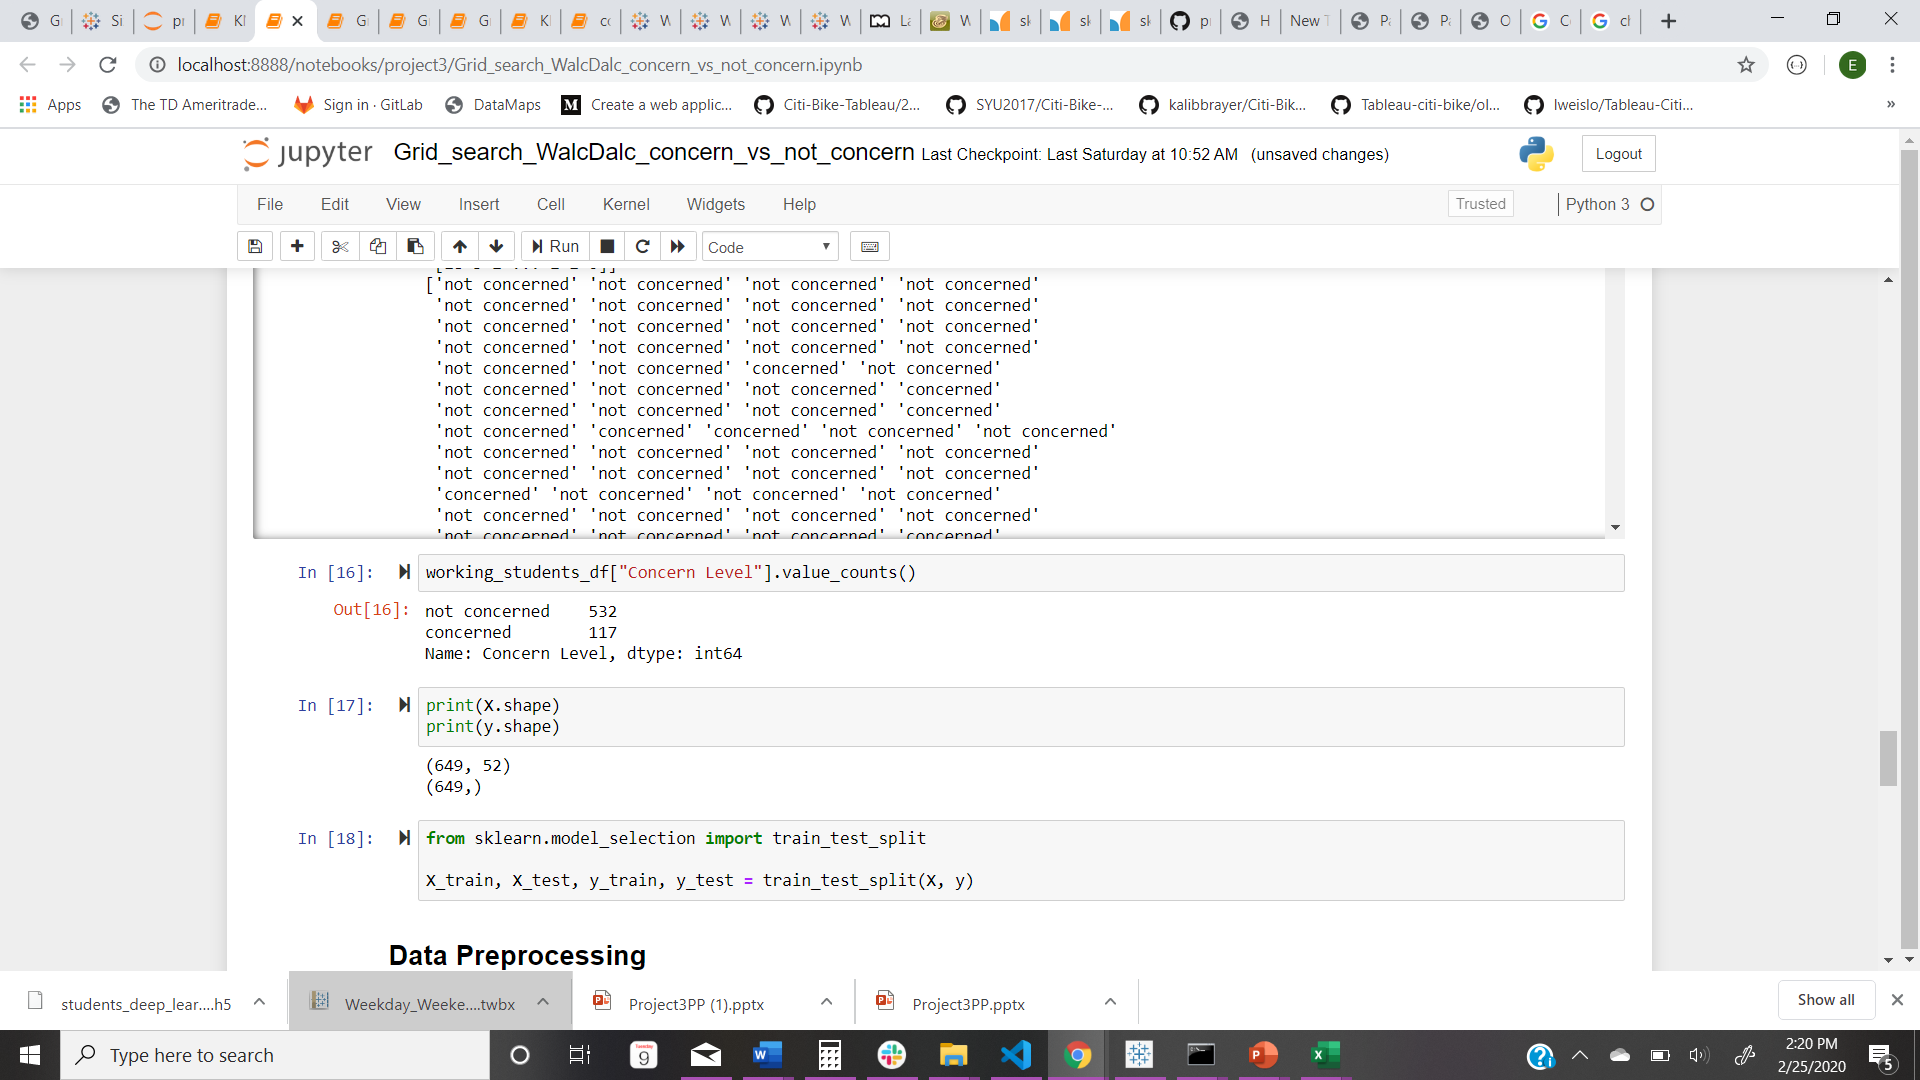 localhost:8888/notebooks/project3/Grid_search_WalcDalc_concern_vs_not_concern.ipynb
E
Apps The TD Ameritrade... Sign in · GitLab DataMaps Create a web applic... Citi-Bike-Tableau/2... SYU2017/Citi-Bike-... kalibbrayer/Citi-Bik... Tableau-citi-bike/ol... lweislo/Tableau-Citi... »
jupyter Grid_search_WalcDalc_concern_vs_not_concern Last Checkpoint: Last Saturday at 10:52 AM (unsaved changes) Logout
File Edit View Insert Cell Kernel Widgets Help Trusted Python 3
Run Code
['not concerned' 'not concerned' 'not concerned' 'not concerned'
'not concerned' 'not concerned' 'not concerned' 'not concerned'
'not concerned' 'not concerned' 'not concerned' 'not concerned'
'not concerned' 'not concerned' 'not concerned' 'not concerned'
'not concerned' 'not concerned' 'concerned' 'not concerned'
'not concerned' 'not concerned' 'not concerned' 'concerned'
'not concerned' 'not concerned' 'not concerned' 'concerned'
'not concerned' 'concerned' 'concerned' 'not concerned' 'not concerned'
'not concerned' 'not concerned' 'not concerned' 'not concerned'
'not concerned' 'not concerned' 'not concerned' 'not concerned'
'concerned' 'not concerned' 'not concerned' 'not concerned'
'not concerned' 'not concerned' 'not concerned' 'not concerned'
'not concerned' 'not concerned' 'not concerned' 'concerned'
In [16]: working_students_df["Concern Level"].value_counts()
Out[16]: not concerned 532
concerned 117
Name: Concern Level, dtype: int64
In [17]: print(X.shape)
print(y.shape)
(649, 52)
(649,)
In [18]: from sklearn.model_selection import train_test_split
X_train, X_test, y_train, y_test = train_test_split(X, y)
Data Preprocessing
students_deep_lear....h5 Weekday_Weeke....twbx Project3PP (1).pptx Project3PP.pptx Show all
Type here to search
2:20 PM
2/25/2020
5